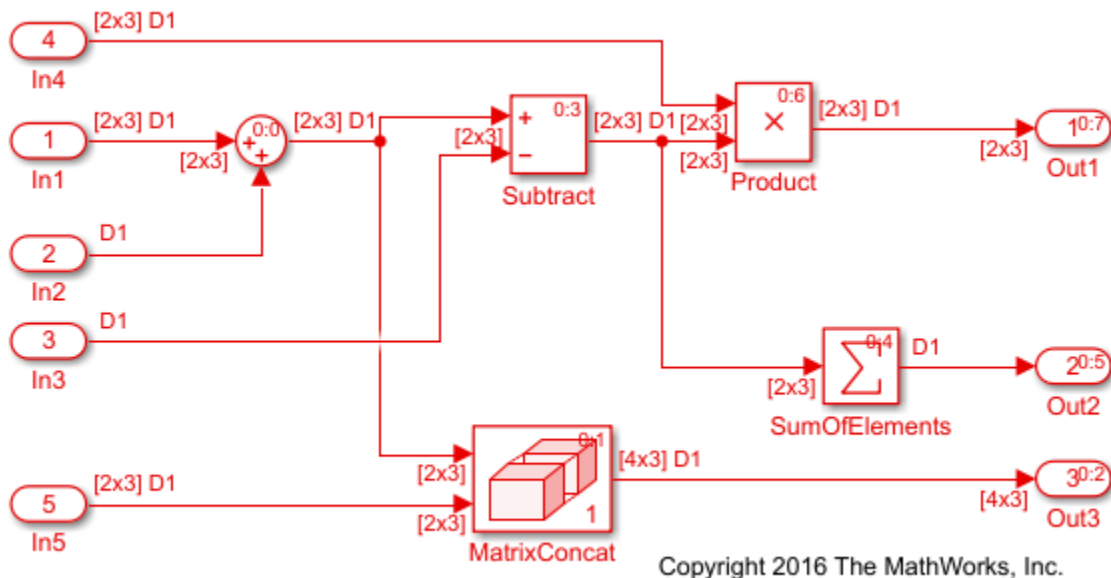 [2x3] D1
4
In4
[2x3] D1
1
In1
0:0
+
+
[2x3]
[2x3] D1
D1
2
In2
D1
3
In3
[2x3] D1
5
In5
0:3
+
−
[2x3]
Subtract
[2x3] D1
0:6
×
[2x3]
[2x3]
Product
[2x3] D1
[2x3]
1 0:7
Out1
0:4
Σ
[2x3]
SumOfElements
D1
2 0:5
Out2
0:1
1
[2x3]
[2x3]
MatrixConcat
[4x3] D1
[4x3]
3 0:2
Out3
Copyright 2016 The MathWorks, Inc.